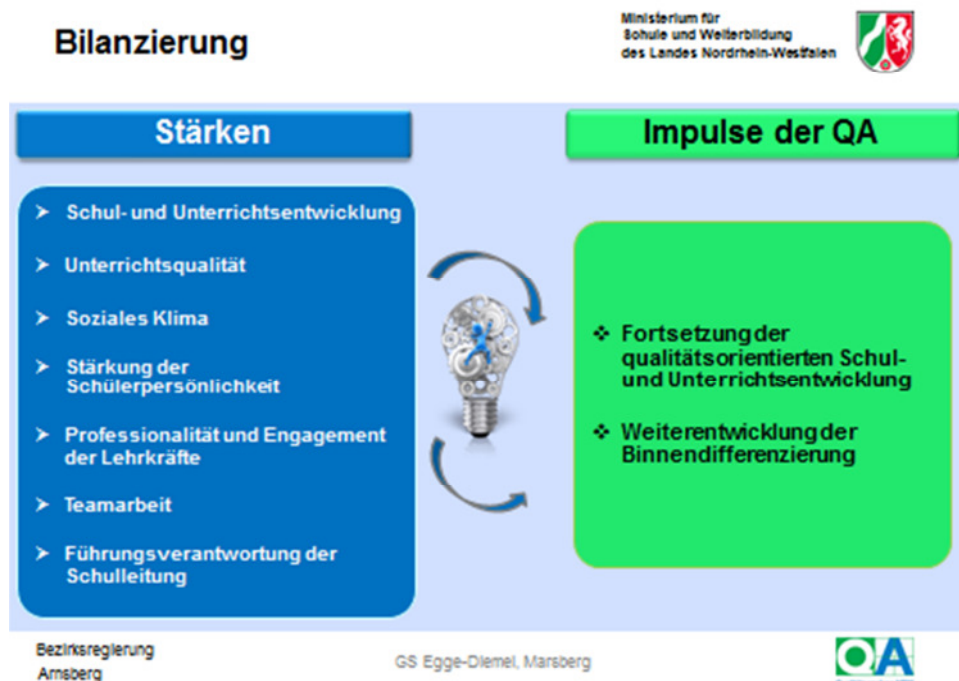 Bilanzierung
Ministerium für
Schule und Weiterbildung
des Landes Nordrhein-Westfalen
Stärken
Schul- und Unterrichtsentwicklung
Unterrichtsqualität
Soziales Klima
Stärkung der
Schülerpersönlichkeit
Professionalität und Engagement
der Lehrkräfte
Teamarbeit
Führungsverantwortung der
Schulleitung
Impulse der QA
Fortsetzung der
qualitätsorientierten Schul-
und Unterrichtsentwicklung
Weiterentwicklung der
Binnendifferenzierung
Bezirksregierung
Arnsberg
GS Egge-Diemel, Marsberg
QA